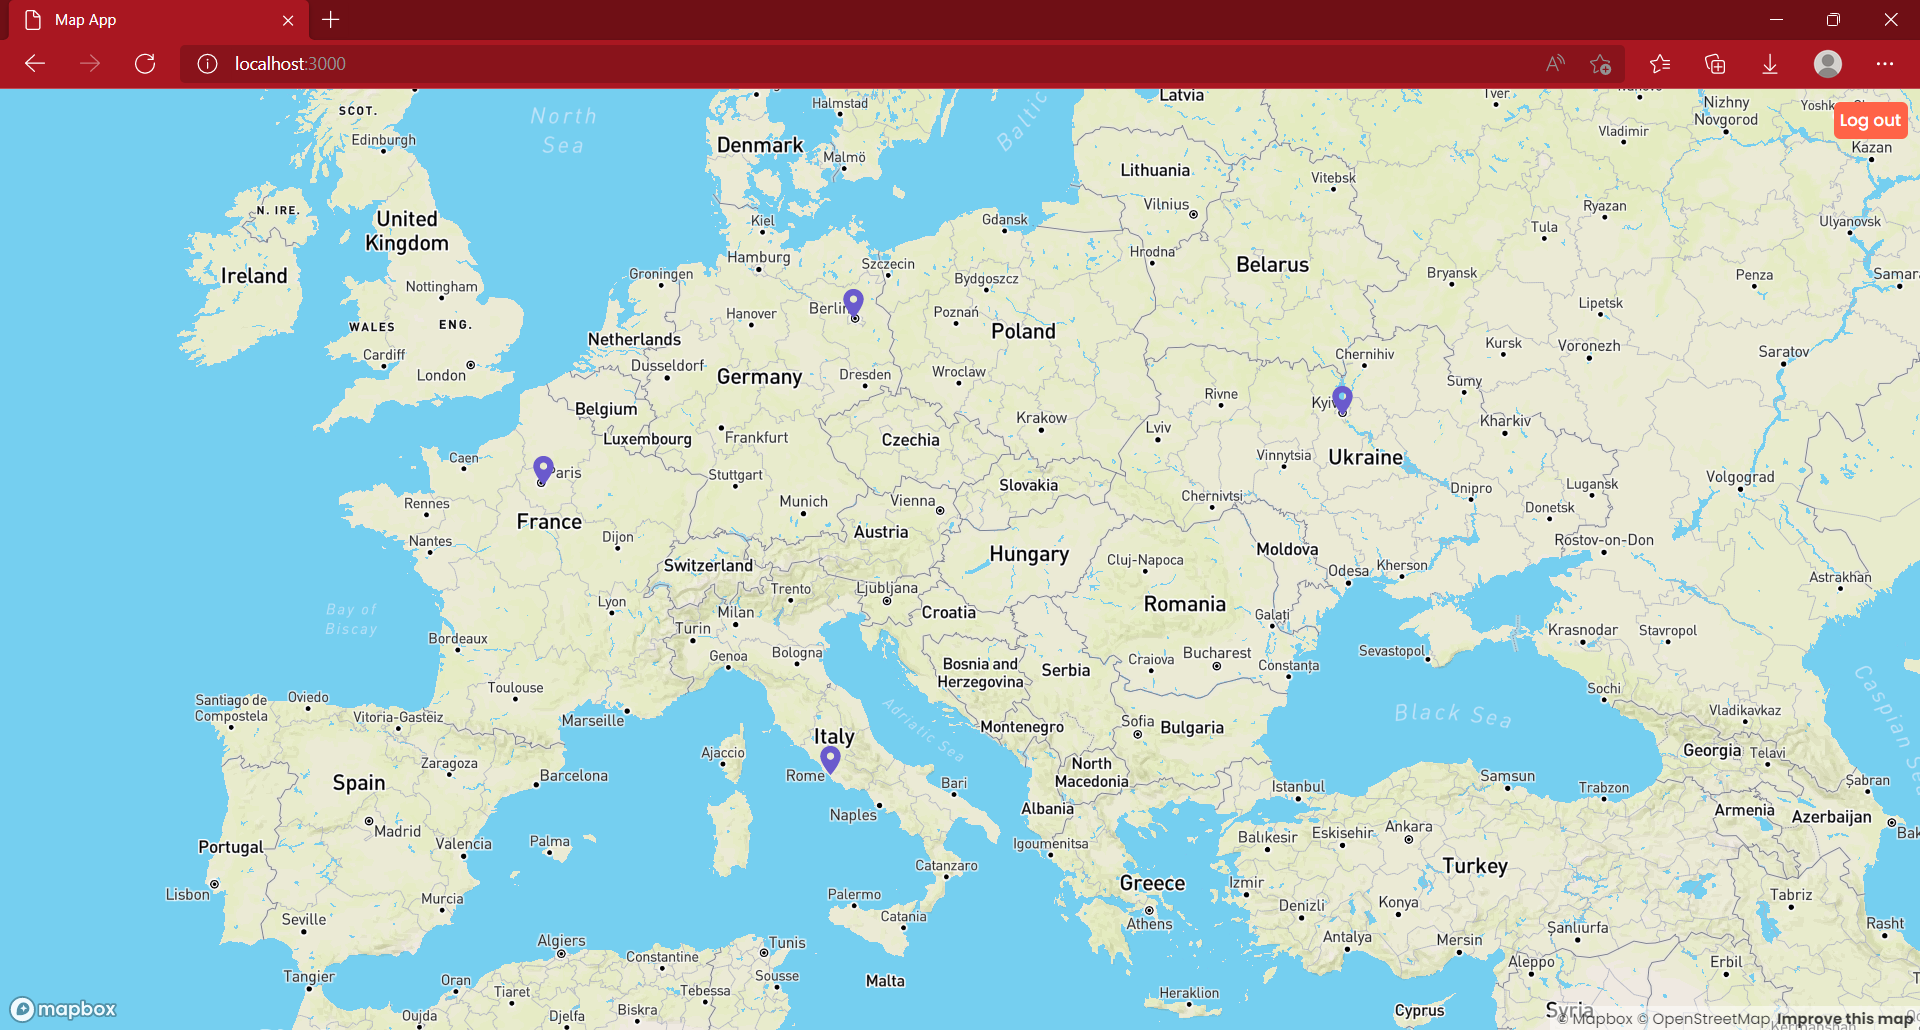 Map App
localhost:3000
Log out
SCOT.
Edinburgh
North
Sea
Halmstad
Baltic
Latvia
Tver
Nizhny
Novgorod
Vladimir
Kazan
Denmark
Malmö
Lithuania
Vitebsk
Vilnius
Ryazan
Ulyanovsk
Tula
N. IRE.
United
Kingdom
Kiel
Gdansk
Hrodna
Belarus
Hamburg
Szczecin
Ireland
Groningen
Bydgoszcz
Bryansk
Penza
Nottingham
Hanover
Berlin
Poznań
Poland
Lipetsk
WALES
ENG.
Netherlands
Kursk
Voronezh
Saratov
Cardiff
London
Dusseldorf
Germany
Dresden
Wroclaw
Chernihiv
Sumy
Rivne
Kyiv
Belgium
Krakow
Lviv
Kharkiv
Luxembourg
Frankfurt
Czechia
Vinnytsia
Ukraine
Caen
Stuttgart
Slovakia
Chernivtsi
Dnipro
Lugansk
Volgograd
Rennes
France
Munich
Vienna
Donetsk
Nantes
Dijon
Austria
Hungary
Moldova
Rostov-on-Don
Switzerland
Cluj-Napoca
Odesa
Kherson
Astrakhan
Bay of
Biscay
Lyon
Trento
Milan
Ljubljana
Croatia
Romania
Galați
Bordeaux
Turin
Genoa
Bologna
Krasnodar
Stavropol
Bosnia and
Herzegovina
Serbia
Craiova
Bucharest
Constanța
Sevastopol
Santiago de
Compostela
Oviedo
Vitoria-Gasteiz
Toulouse
Marseille
Adriatic Sea
Montenegro
Sofia
Bulgaria
Black Sea
Sochi
Vladikavkaz
Caspian
Italy
Rome
Ajaccio
Georgia
Telavi
Spain
Zaragoza
Barcelona
North
Macedonia
Bari
Istanbul
Samsun
Trabzon
Şabran
Madrid
Naples
Albania
Armenia
Azerbaijan
Portugal
Valencia
Palma
Igoumenitsa
Balıkesir
Eskisehir
Ankara
Turkey
Lisbon
Murcia
Catanzaro
Greece
Izmir
Konya
Tabriz
Seville
Palermo
Catania
Athens
Denizli
Rasht
Algiers
Tunis
Antalya
Mersin
Şanlıurfa
Tangier
Oran
Constantine
Sousse
Malta
Aleppo
Erbil
Tiaret
Tebessa
Heraklion
Cyprus
Syria
Oujda
Djelfa
Biskra
mapbox
© Mapbox © OpenStreetMap Improve this map